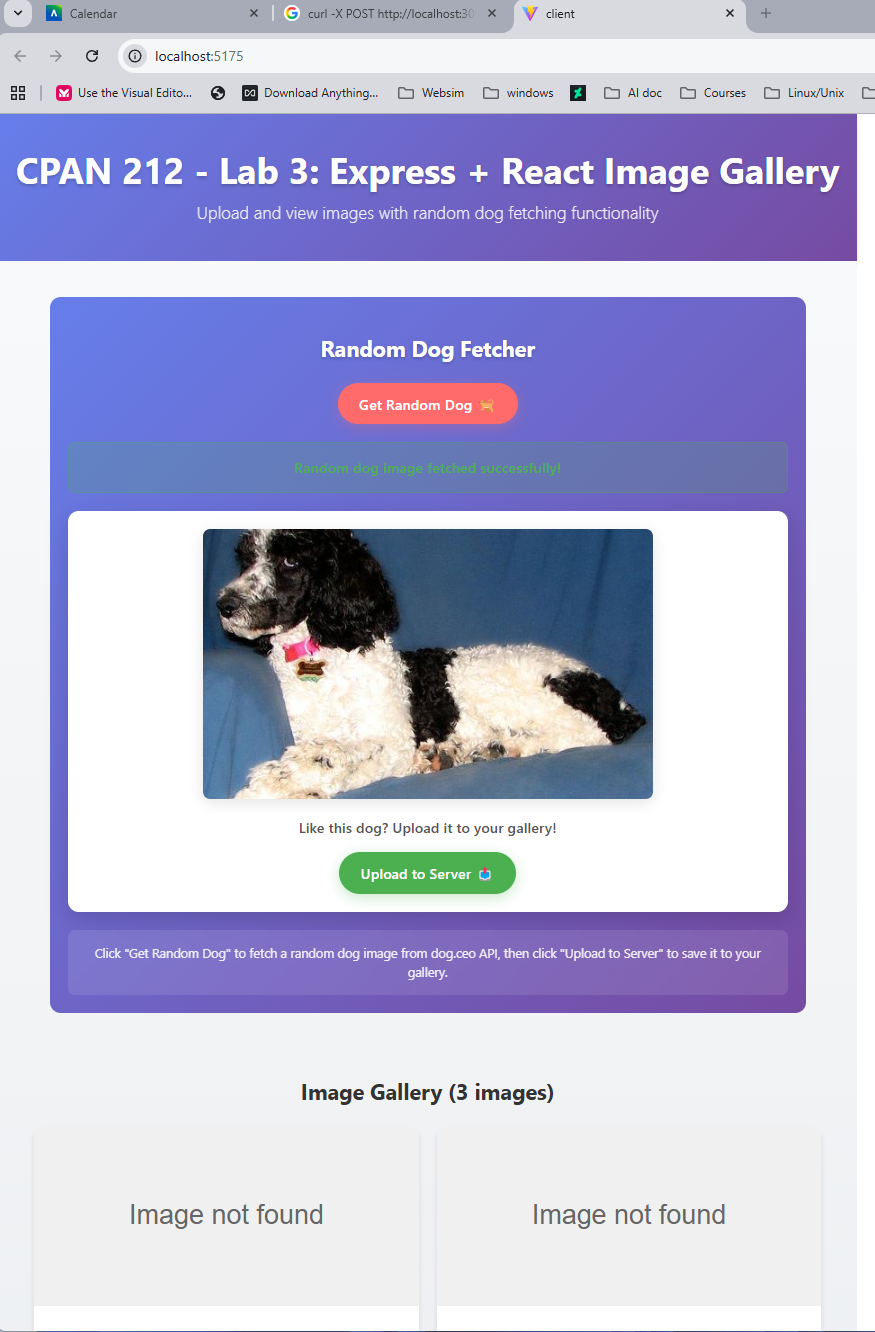 Calendar
curl -X POST http://localhost:30
client
localhost:5175
Use the Visual Edito...
Download Anything...
Websim
windows
AI doc
Courses
Linux/Unix
CPAN 212 - Lab 3: Express + React Image Gallery
Upload and view images with random dog fetching functionality
Random Dog Fetcher
Get Random Dog
Random dog image fetched successfully!
Like this dog? Upload it to your gallery!
Upload to Server
Click "Get Random Dog" to fetch a random dog image from dog.ceo API, then click "Upload to Server" to save it to your
gallery.
Image Gallery (3 images)
Image not found
Image not found